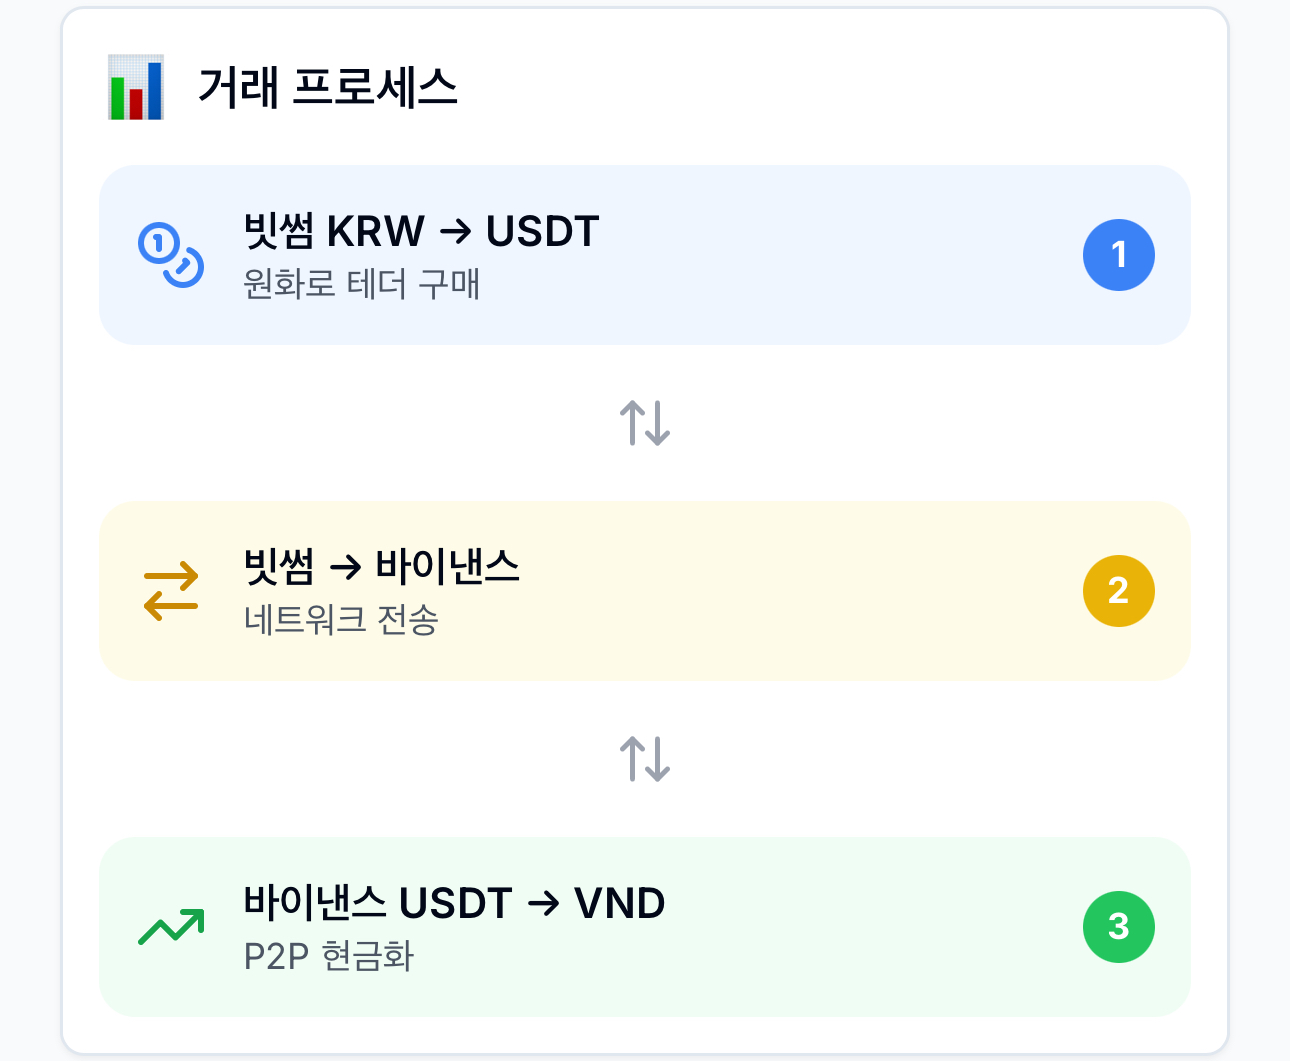 거래 프로세스
빗썸 KRW → USDT
원화로 테더 구매
1
빗썸 → 바이낸스
네트워크 전송
2
바이낸스 USDT → VND
P2P 현금화
3